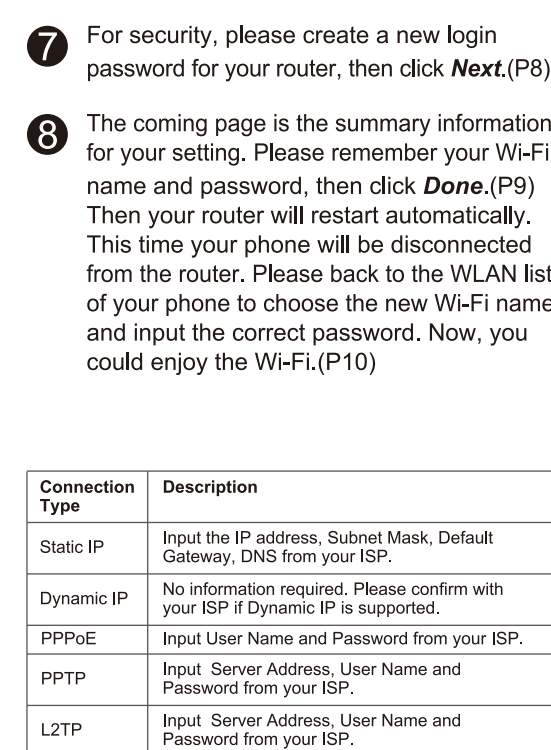 7 For security, please create a new login
password for your router, then click Next.(P8)
8 The coming page is the summary information
for your setting. Please remember your Wi-Fi
name and password, then click Done.(P9)
Then your router will restart automatically.
This time your phone will be disconnected
from the router. Please back to the WLAN list
of your phone to choose the new Wi-Fi name
and input the correct password. Now, you
could enjoy the Wi-Fi.(P10)
Connection Type | Description
Static IP | Input the IP address, Subnet Mask, Default
Gateway, DNS from your ISP.
Dynamic IP | No information required. Please confirm with
your ISP if Dynamic IP is supported.
PPPoE | Input User Name and Password from your ISP.
PPTP | Input Server Address, User Name and
Password from your ISP.
L2TP | Input Server Address, User Name and
Password from your ISP.